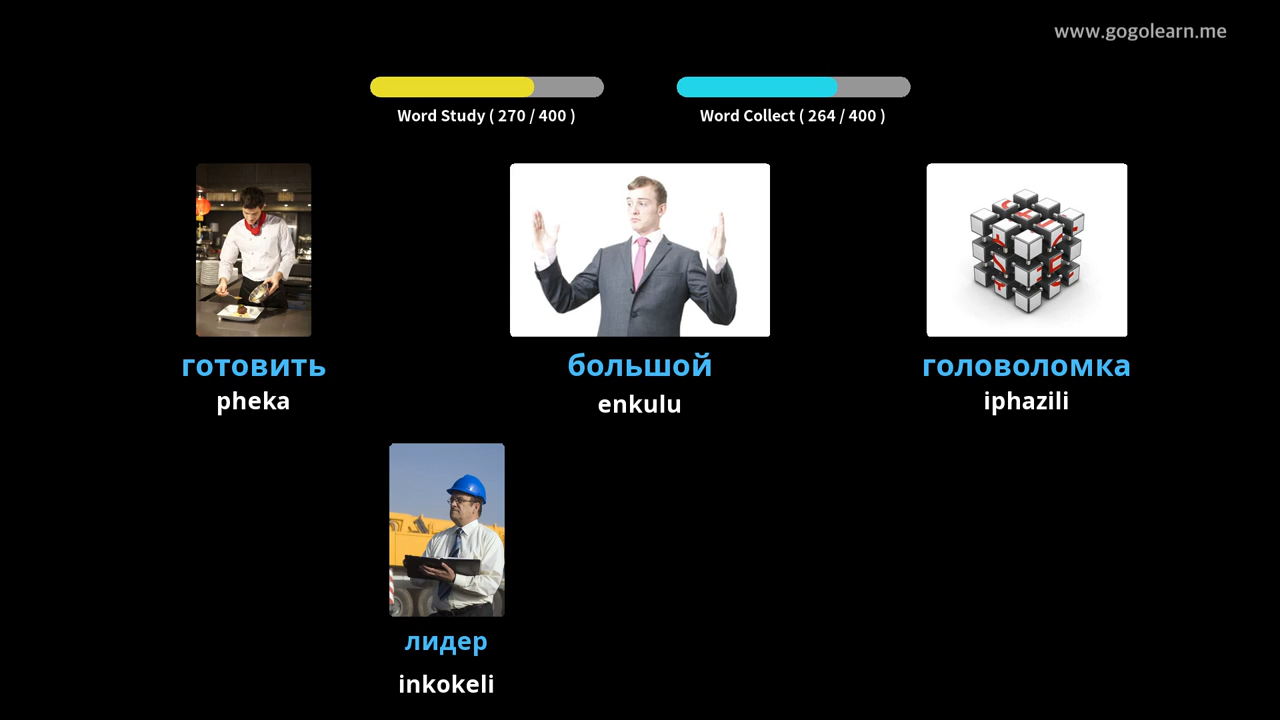 www.gogolearn.me
Word Study ( 270 / 400 )
Word Collect ( 264 / 400 )
готовить
pheka
большой
enkulu
головоломка
iphazili
лидер
inkokeli